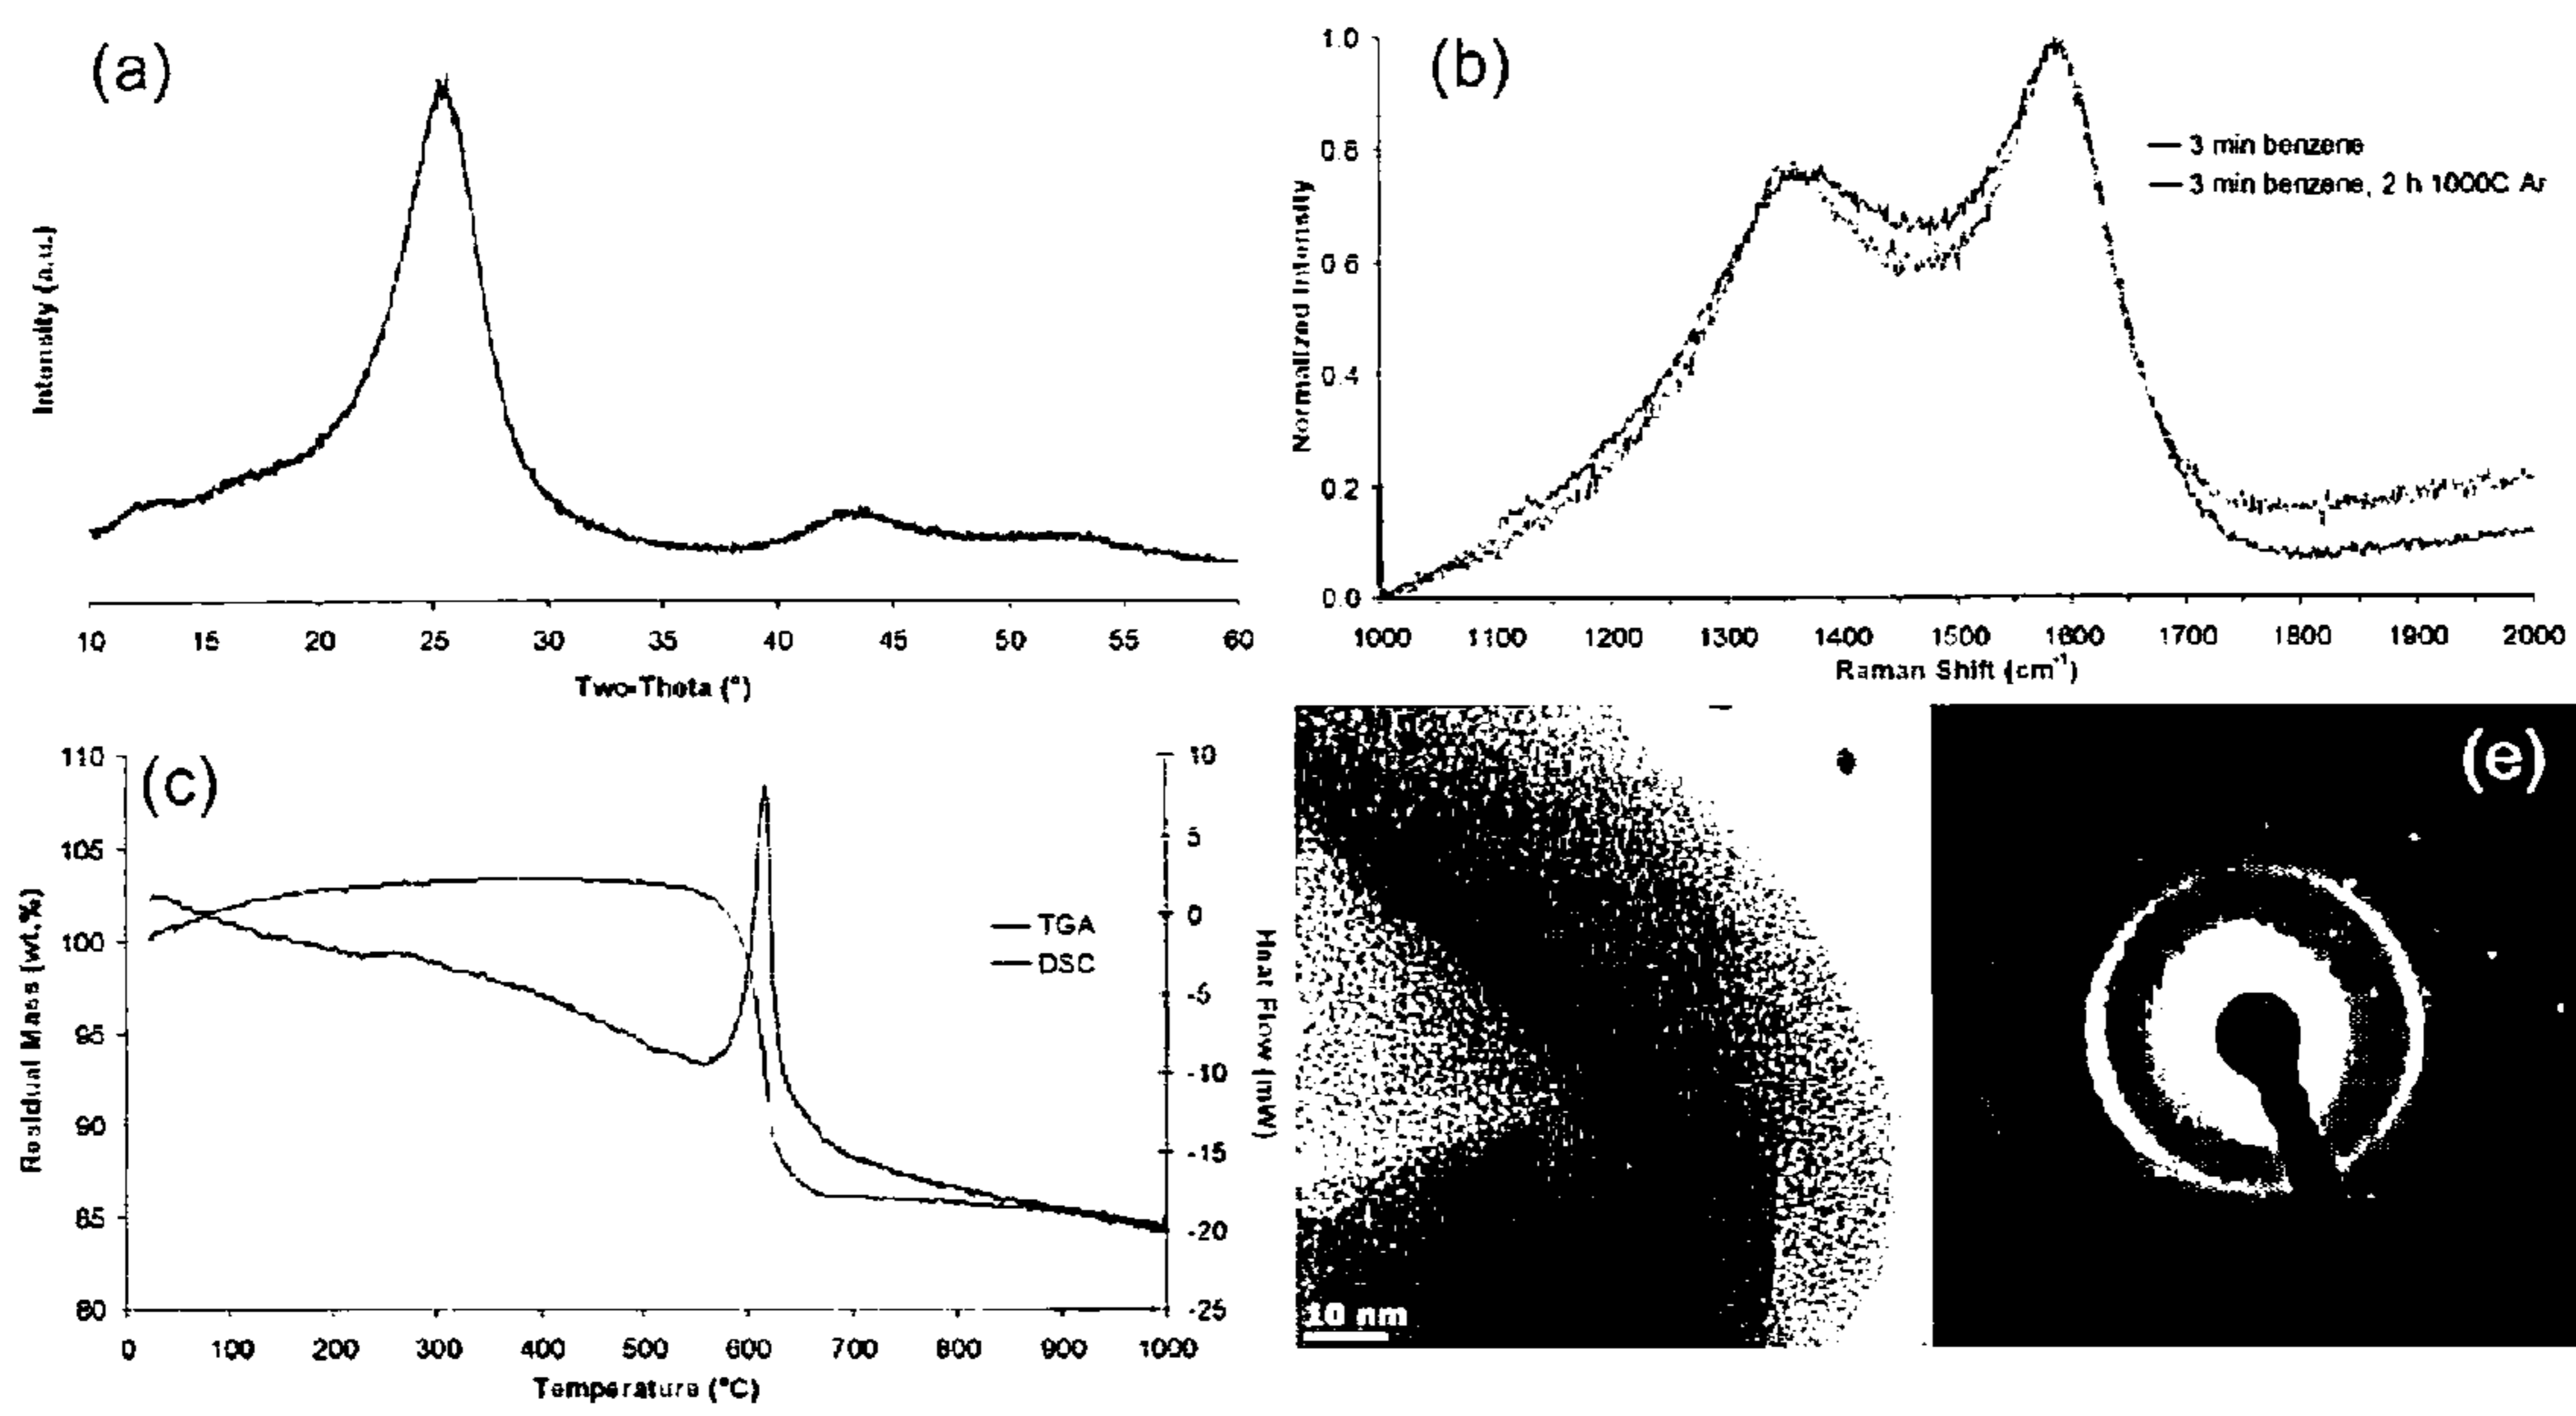 (a)
Intensity (a.u.)
10 15 20 25 30 35 40 45 50 55 60
Two-Theta (°)
(b)
Normalized Intensity
1.0
0.8
0.6
0.4
0.2
0.0
3 min benzene
3 min benzene, 2 h 1000C Ar
1000 1100 1200 1300 1400 1500 1600 1700 1800 1900 2000
Raman Shift (cm⁻¹)
(c)
Residual Mass (wt.%)
110
105
100
95
90
85
80
TGA
DSC
10
5
0
-5
-10
-15
-20
-25
Heat Flow (mW)
0 100 200 300 400 500 600 700 800 900 1000
Temperature (°C)
10 nm
(e)